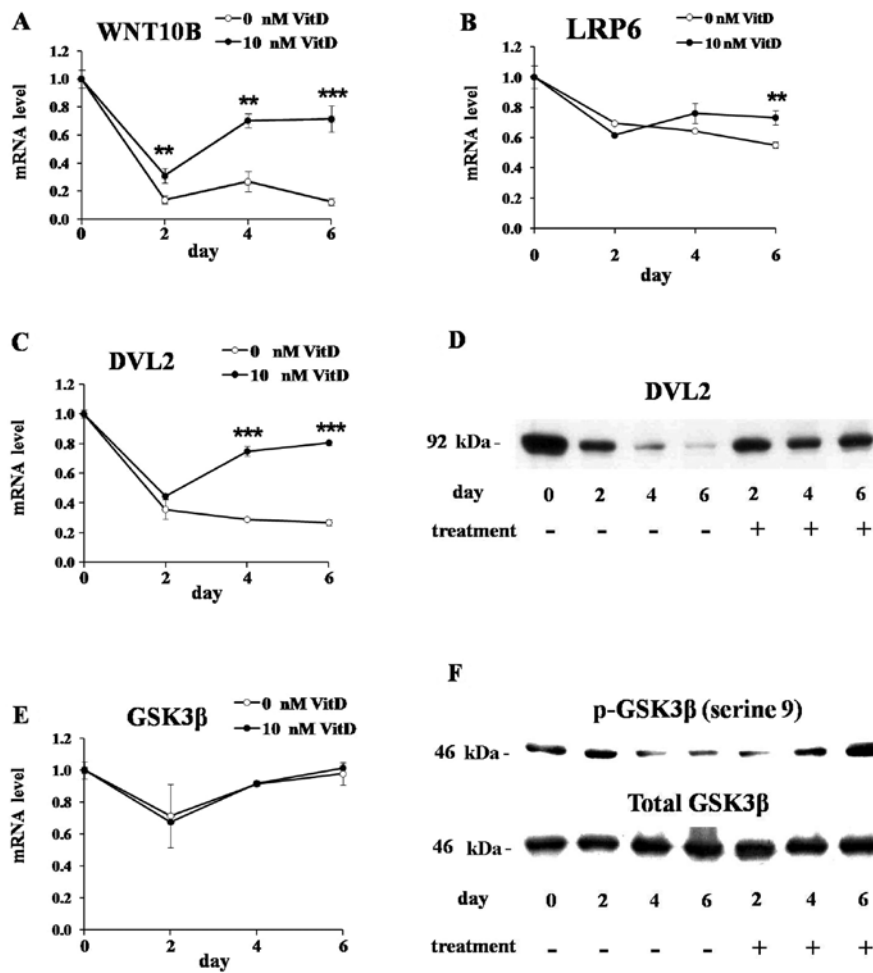 A
WNT10B
0 nM VitD
10 nM VitD
mRNA level
1.2
1.0
0.8
0.6
0.4
0.2
0.0
** ** ***
0 2 4 6
day
B
LRP6
0 nM VitD
10 nM VitD
mRNA level
1.4
1.2
1.0
0.8
0.6
0.4
0.2
0.0
**
0 2 4 6
day
C
DVL2
0 nM VitD
10 nM VitD
mRNA level
1.2
1.0
0.8
0.6
0.4
0.2
0.0
*** ***
0 2 4 6
day
D
DVL2
92 kDa -
day 0 2 4 6 2 4 6
treatment - - - - + + +
E
GSK3β
0 nM VitD
10 nM VitD
mRNA level
1.2
1.0
0.8
0.6
0.4
0.2
0.0
0 2 4 6
day
F
p-GSK3β (serine 9)
46 kDa -
Total GSK3β
46 kDa -
day 0 2 4 6 2 4 6
treatment - - - - + + +